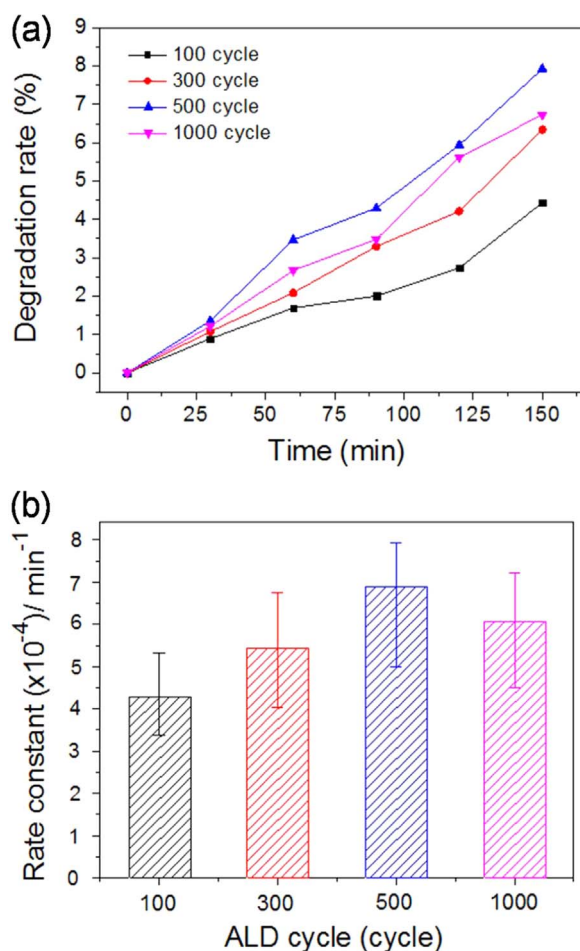 (a)
9
8
7
6
5
4
3
2
1
0
Degradation rate (%)
100 cycle
300 cycle
500 cycle
1000 cycle
0 25 50 75 100 125 150
Time (min)
(b)
8
7
6
5
4
3
2
1
0
Rate constant (x10⁻⁴)/ min⁻¹
100 300 500 1000
ALD cycle (cycle)